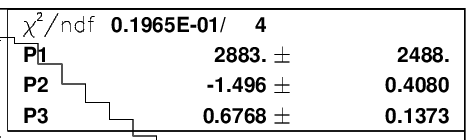 χ²/ndf 0.1965E-01/ 4
P1 2883. ± 2488.
P2 -1.496 ± 0.4080
P3 0.6768 ± 0.1373